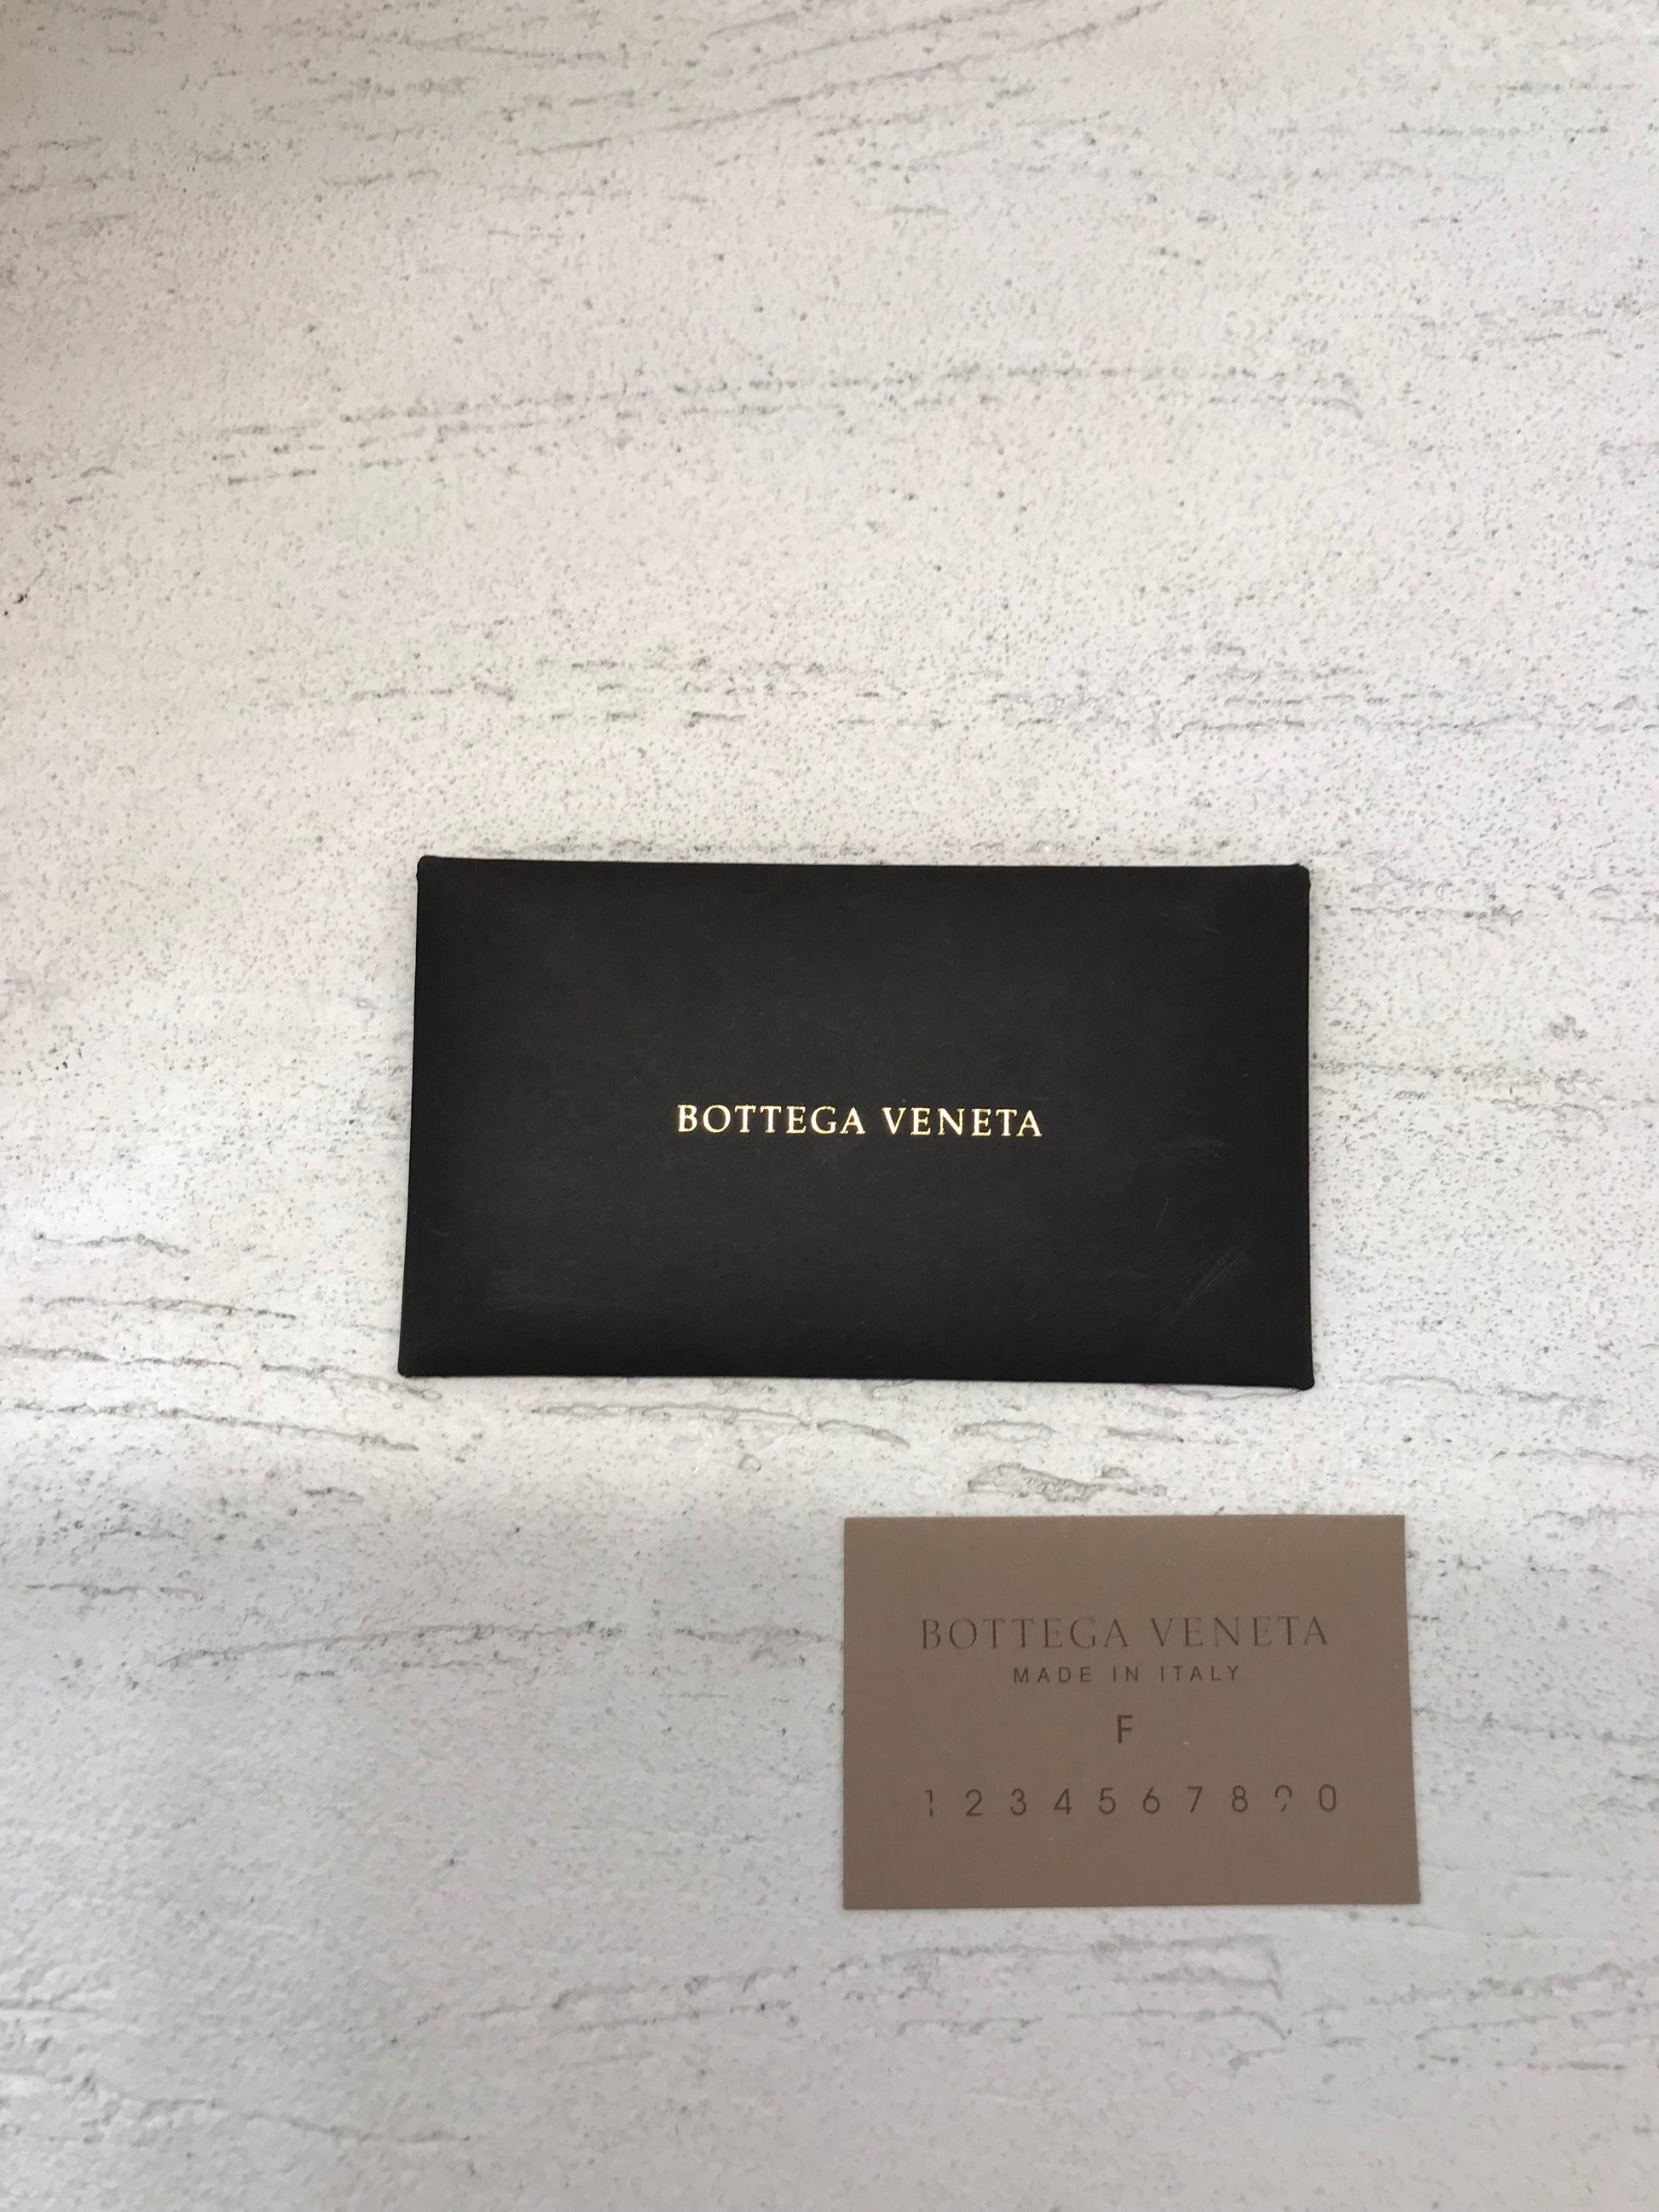 BOTTEGA VENETA
BOTTEGA VENETA
MADE IN ITALY
F
1 2 3 4 5 6 7 8 9 0